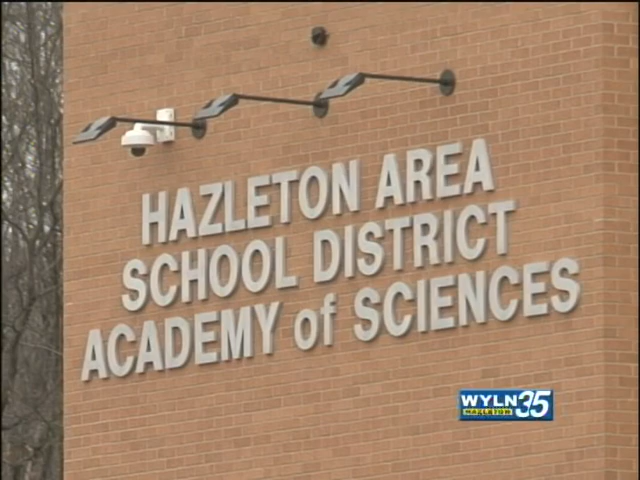 HAZLETON AREA
SCHOOL DISTRICT
ACADEMY of SCIENCES
WYLN 35
HAZLETON